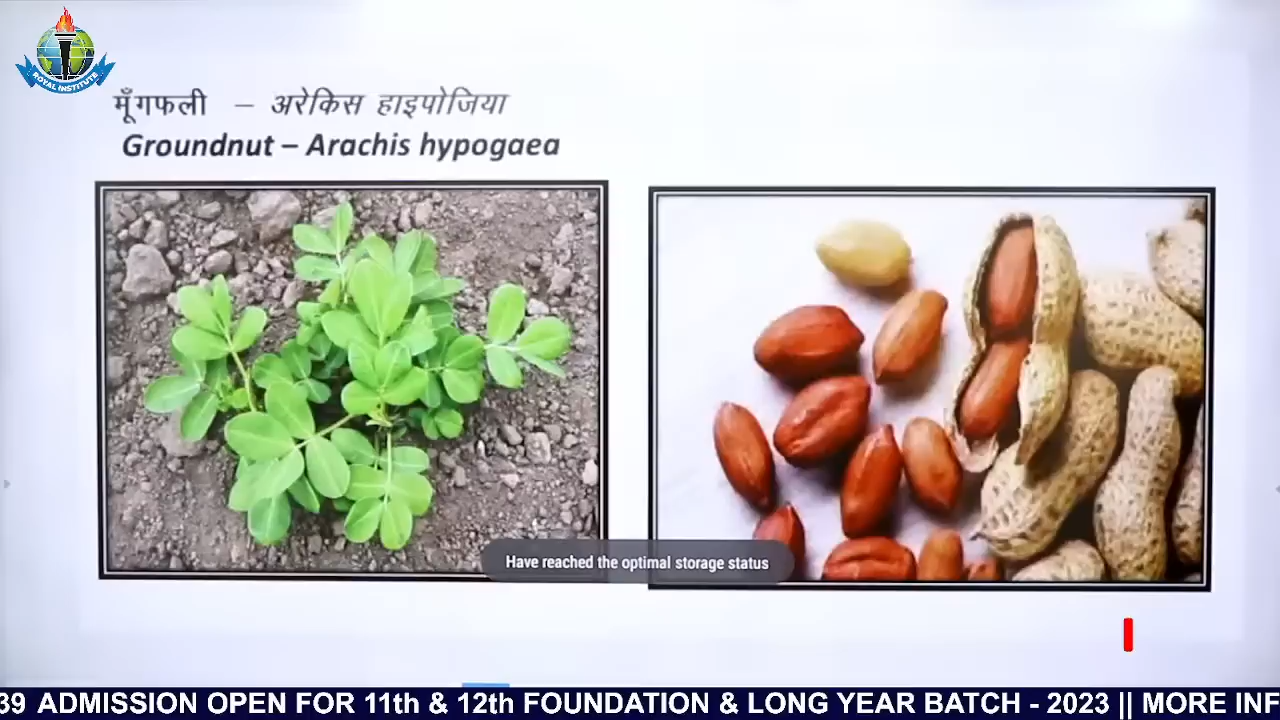 ROYAL INSTITUTE
मूँगफली – अरेकिस हाइपोजिया
Groundnut – Arachis hypogaea
Have reached the optimal storage status
39 ADMISSION OPEN FOR 11th & 12th FOUNDATION & LONG YEAR BATCH - 2023 || MORE INF